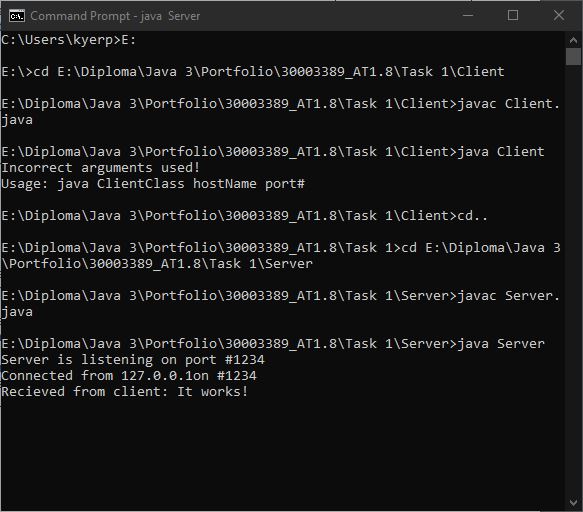 Command Prompt - java  Server
C:\Users\kyerp>E:
E:\>cd E:\Diploma\Java 3\Portfolio\30003389_AT1.8\Task 1\Client
E:\Diploma\Java 3\Portfolio\30003389_AT1.8\Task 1\Client>javac Client.
java
E:\Diploma\Java 3\Portfolio\30003389_AT1.8\Task 1\Client>java Client
Incorrect arguments used!
Usage: java ClientClass hostName port#
E:\Diploma\Java 3\Portfolio\30003389_AT1.8\Task 1\Client>cd..
E:\Diploma\Java 3\Portfolio\30003389_AT1.8\Task 1>cd E:\Diploma\Java 3
\Portfolio\30003389_AT1.8\Task 1\Server
E:\Diploma\Java 3\Portfolio\30003389_AT1.8\Task 1\Server>javac Server.
java
E:\Diploma\Java 3\Portfolio\30003389_AT1.8\Task 1\Server>java Server
Server is listening on port #1234
Connected from 127.0.0.1on #1234
Recieved from client: It works!